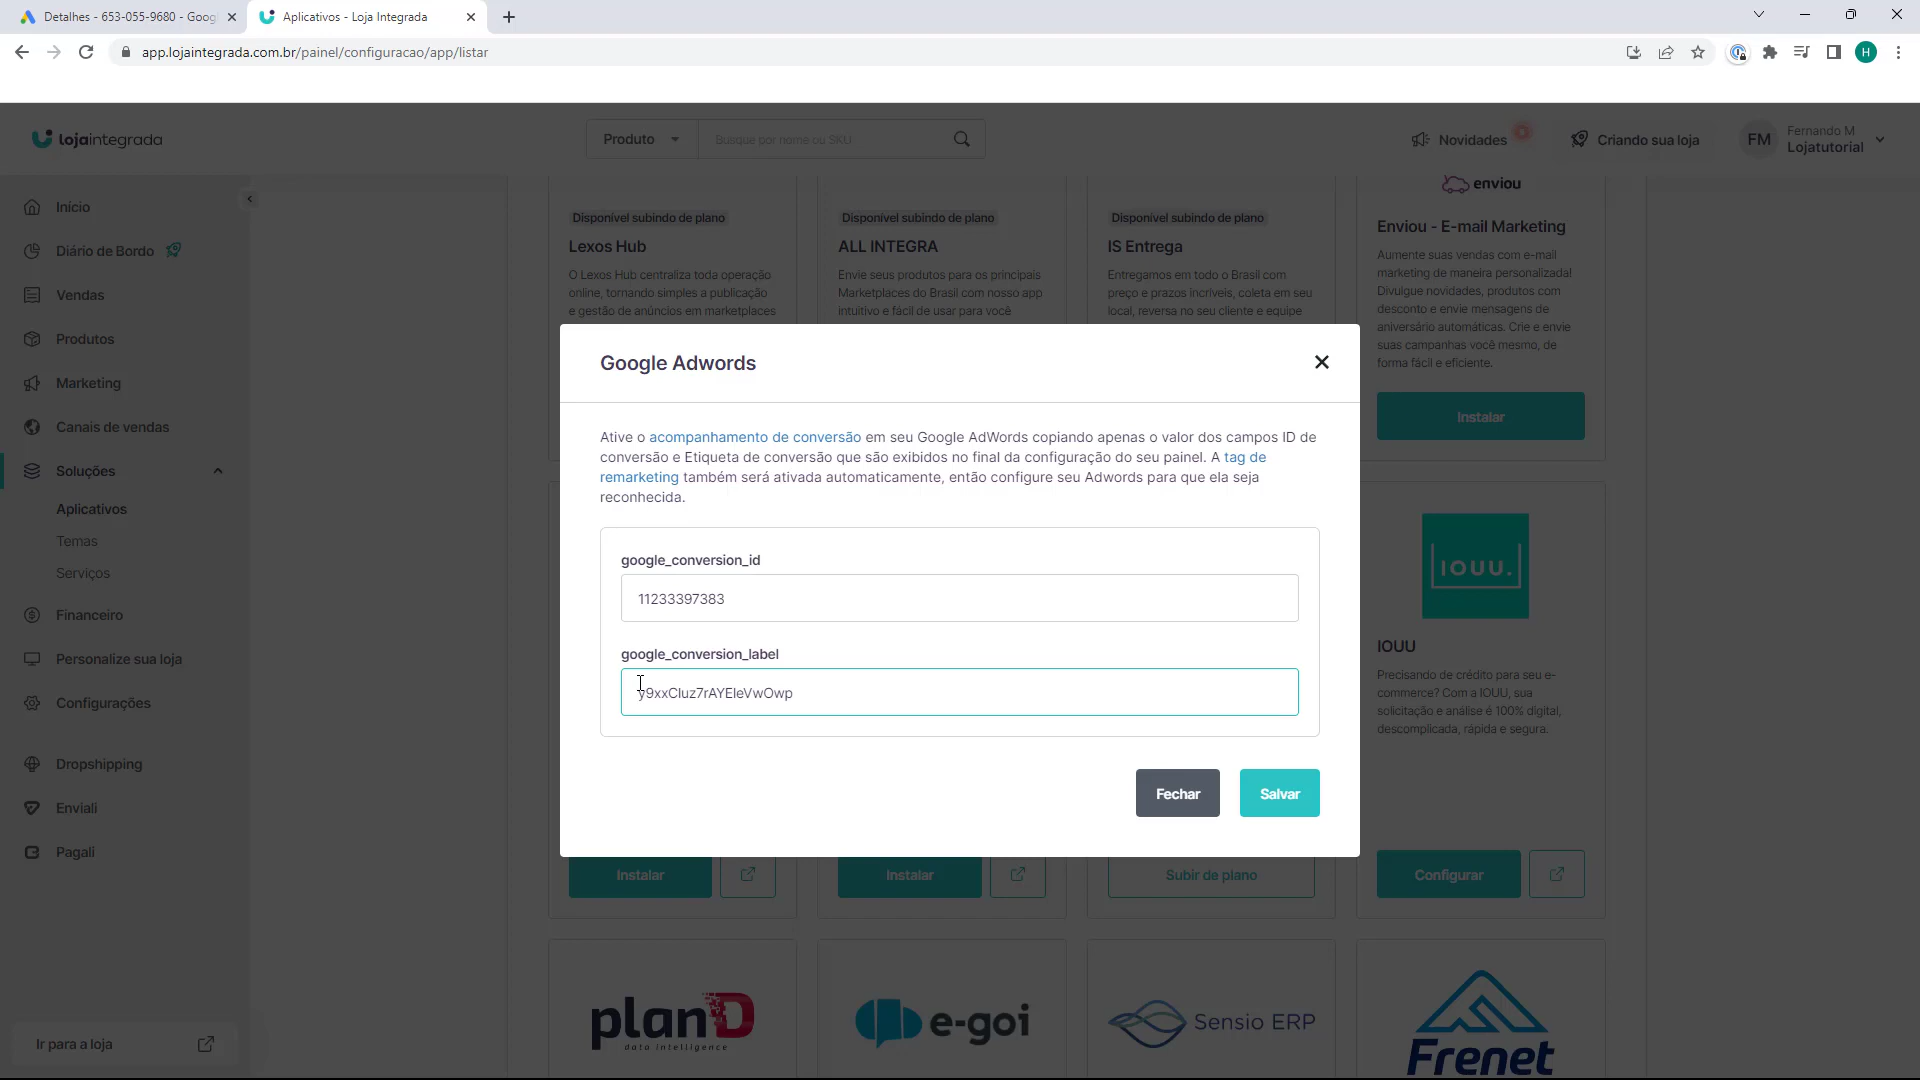 Detalhes - 653-055-9680 - Goog
Aplicativos - Loja Integrada
app.lojaintegrada.com.br/painel/configuracao/app/listar
H
lojaintegrada
Produto
Busque por nome ou SKU
Novidades
Criando sua loja
FM
Fernando M
Lojatutorial
Início
Diário de Bordo
Vendas
Produtos
Marketing
Canais de vendas
Soluções
Aplicativos
Temas
Serviços
Financeiro
Personalize sua loja
Configurações
Dropshipping
Enviali
Pagali
Ir para a loja
Disponível subindo de plano
Lexos Hub
O Lexos Hub centraliza toda operação
online, tornando simples a publicação
e gestão de anúncios em marketplaces
Disponível subindo de plano
ALL INTEGRA
Envie seus produtos para os principais
Marketplaces do Brasil com nosso app
intuitivo e fácil de usar para você
Disponível subindo de plano
IS Entrega
Entregamos em todo o Brasil com
preço e prazos incríveis, coleta em seu
local, reversa no seu cliente e equipe
enviou
Enviou - E-mail Marketing
Aumente suas vendas com e-mail
marketing de maneira personalizada!
Divulgue novidades, produtos com
desconto e envie mensagens de
aniversário automáticas. Crie e envie
suas campanhas você mesmo, de
forma fácil e eficiente.
Instalar
Google Adwords
Ative o acompanhamento de conversão em seu Google AdWords copiando apenas o valor dos campos ID de
conversão e Etiqueta de conversão que são exibidos no final da configuração do seu painel. A tag de
remarketing também será ativada automaticamente, então configure seu Adwords para que ela seja
reconhecida.
google_conversion_id
11233397383
google_conversion_label
y9xxCIuz7rAYEIeVwOwp
Fechar
Salvar
IOUU.
IOUU
Precisando de crédito para seu e-
commerce? Com a IOUU, sua
solicitação e análise é 100% digital,
descomplicada, rápida e segura.
Instalar
Instalar
Subir de plano
Configurar
planD
data intelligence
e-goi
Sensio ERP
Frenet